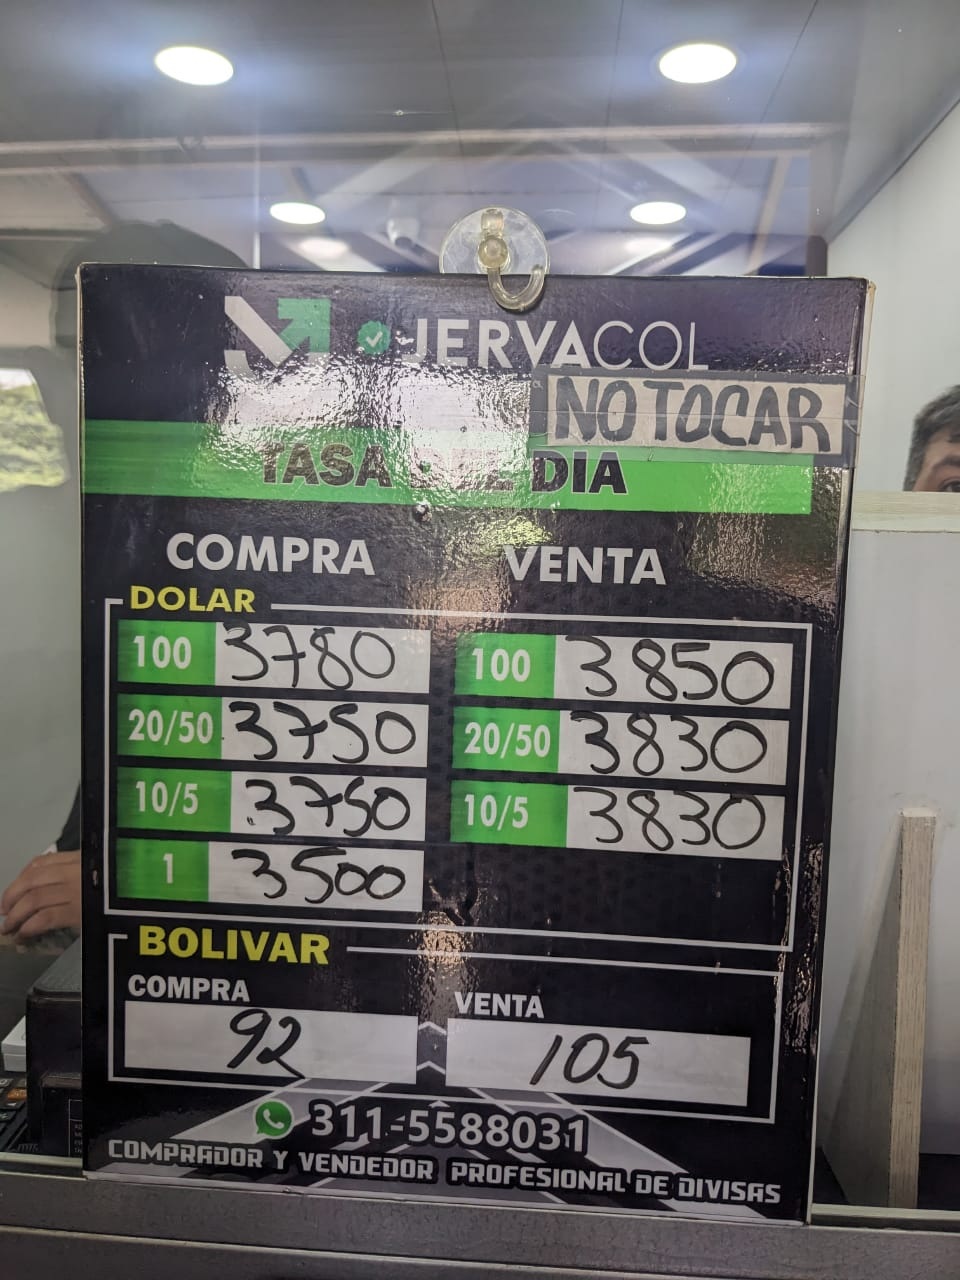 JERVACOL
NO TOCAR
TASA DEL DIA
COMPRA VENTA
DOLAR
100 3780 100 3850
20/50 3750 20/50 3830
10/5 3750 10/5 3830
1 3500
BOLIVAR
COMPRA VENTA
92 105
311-5588031
COMPRADOR Y VENDEDOR PROFESIONAL DE DIVISAS